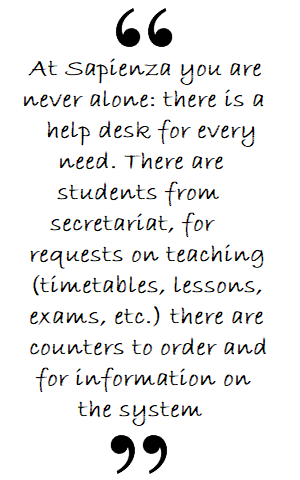 “
At Sapienza you are
never alone: there is a
help desk for every
need. There are
students from
secretariat, for
requests on teaching
(timetables, lessons,
exams, etc.) there are
counters to order and
for information on
the system
”